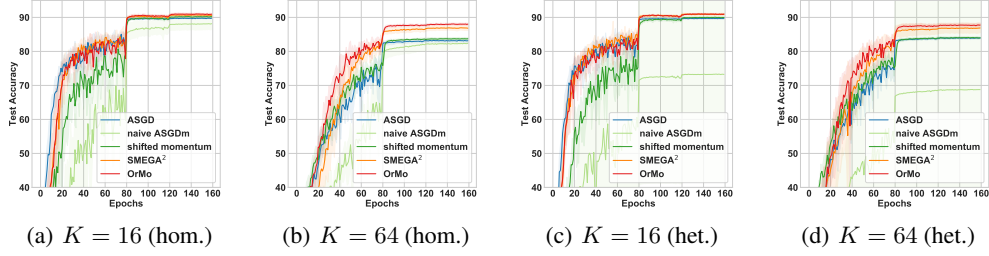 Test Accuracy
90
80
70
60
50
40
0 20 40 60 80 100 120 140 160
Epochs
ASGD
naive ASGDm
shifted momentum
SMEGA²
OrMo
(a) K = 16 (hom.)
Test Accuracy
90
80
70
60
50
40
0 20 40 60 80 100 120 140 160
Epochs
ASGD
naive ASGDm
shifted momentum
SMEGA²
OrMo
(b) K = 64 (hom.)
Test Accuracy
90
80
70
60
50
40
0 20 40 60 80 100 120 140 160
Epochs
ASGD
naive ASGDm
shifted momentum
SMEGA²
OrMo
(c) K = 16 (het.)
Test Accuracy
90
80
70
60
50
40
0 20 40 60 80 100 120 140 160
Epochs
ASGD
naive ASGDm
shifted momentum
SMEGA²
OrMo
(d) K = 64 (het.)